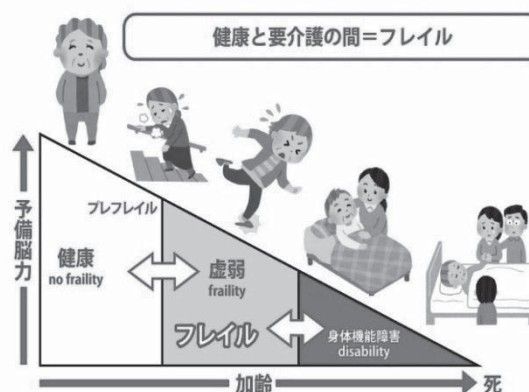 健康と要介護の間=フレイル
予備脳力
プレフレイル
健康
no fraility
虚弱
fraility
フレイル
身体機能障害
disability
加齢
死